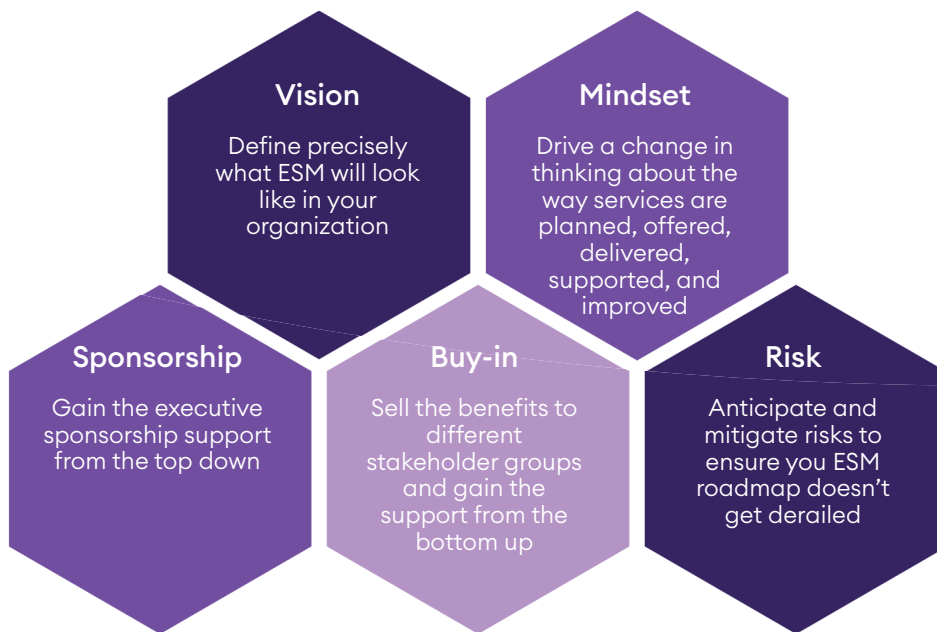 Vision
Define precisely
what ESM will look
like in your
organization
Mindset
Drive a change in
thinking about the
way services are
planned, offered,
delivered,
supported, and
improved
Sponsorship
Gain the executive
sponsorship support
from the top down
Buy-in
Sell the benefits to
different
stakeholder groups
and gain the
support from the
bottom up
Risk
Anticipate and
mitigate risks to
ensure you ESM
roadmap doesn’t
get derailed